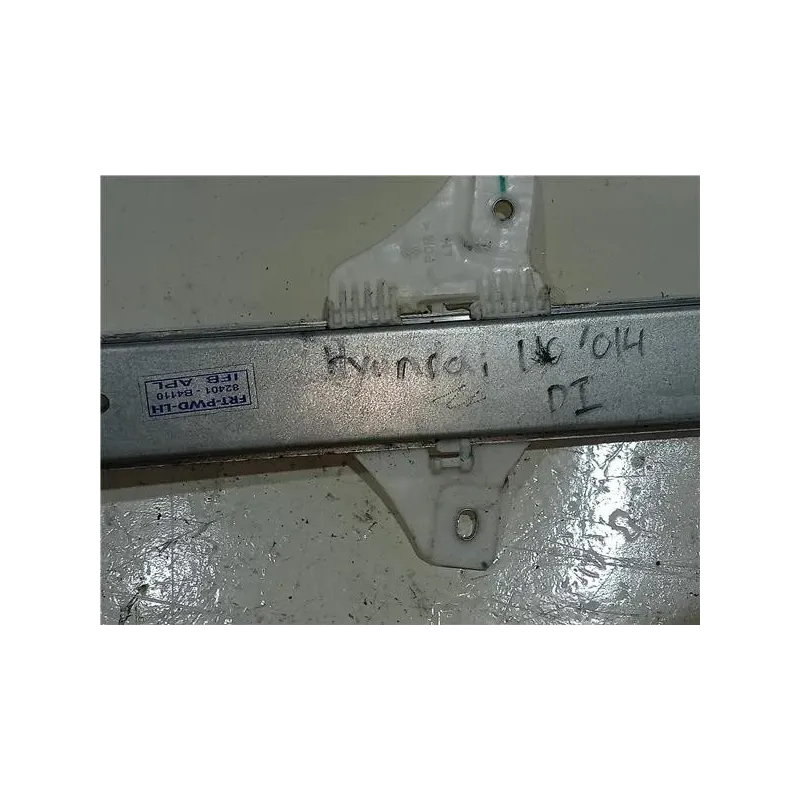 Hyundai i10 '014
DI
FRT-PWD-LH
82401 - B4110
IFB APL